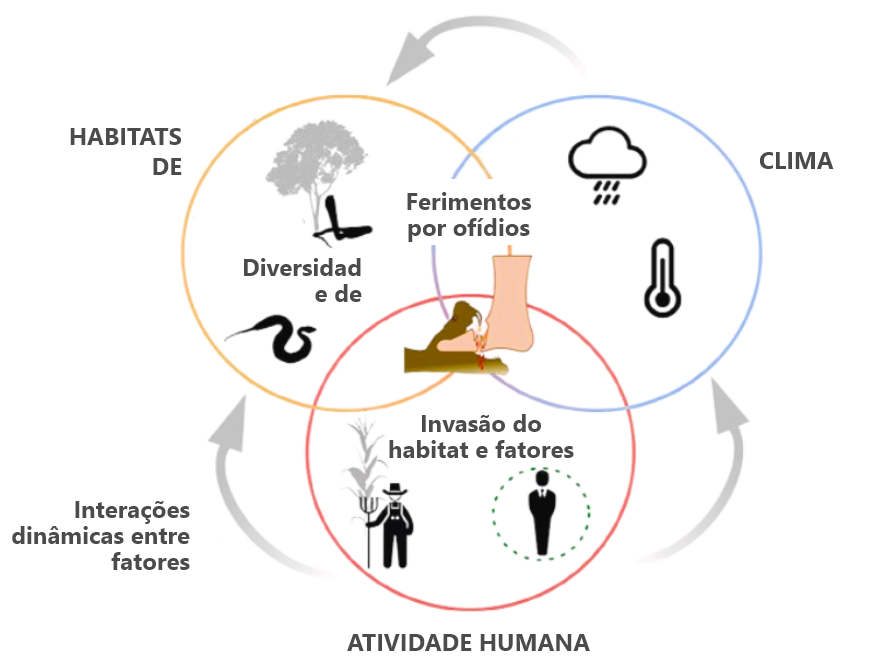 HABITATS
DE
CLIMA
Ferimentos
por ofídios
Diversidad
e de
Invasão do
habitat e fatores
Interações
dinâmicas entre
fatores
ATIVIDADE HUMANA